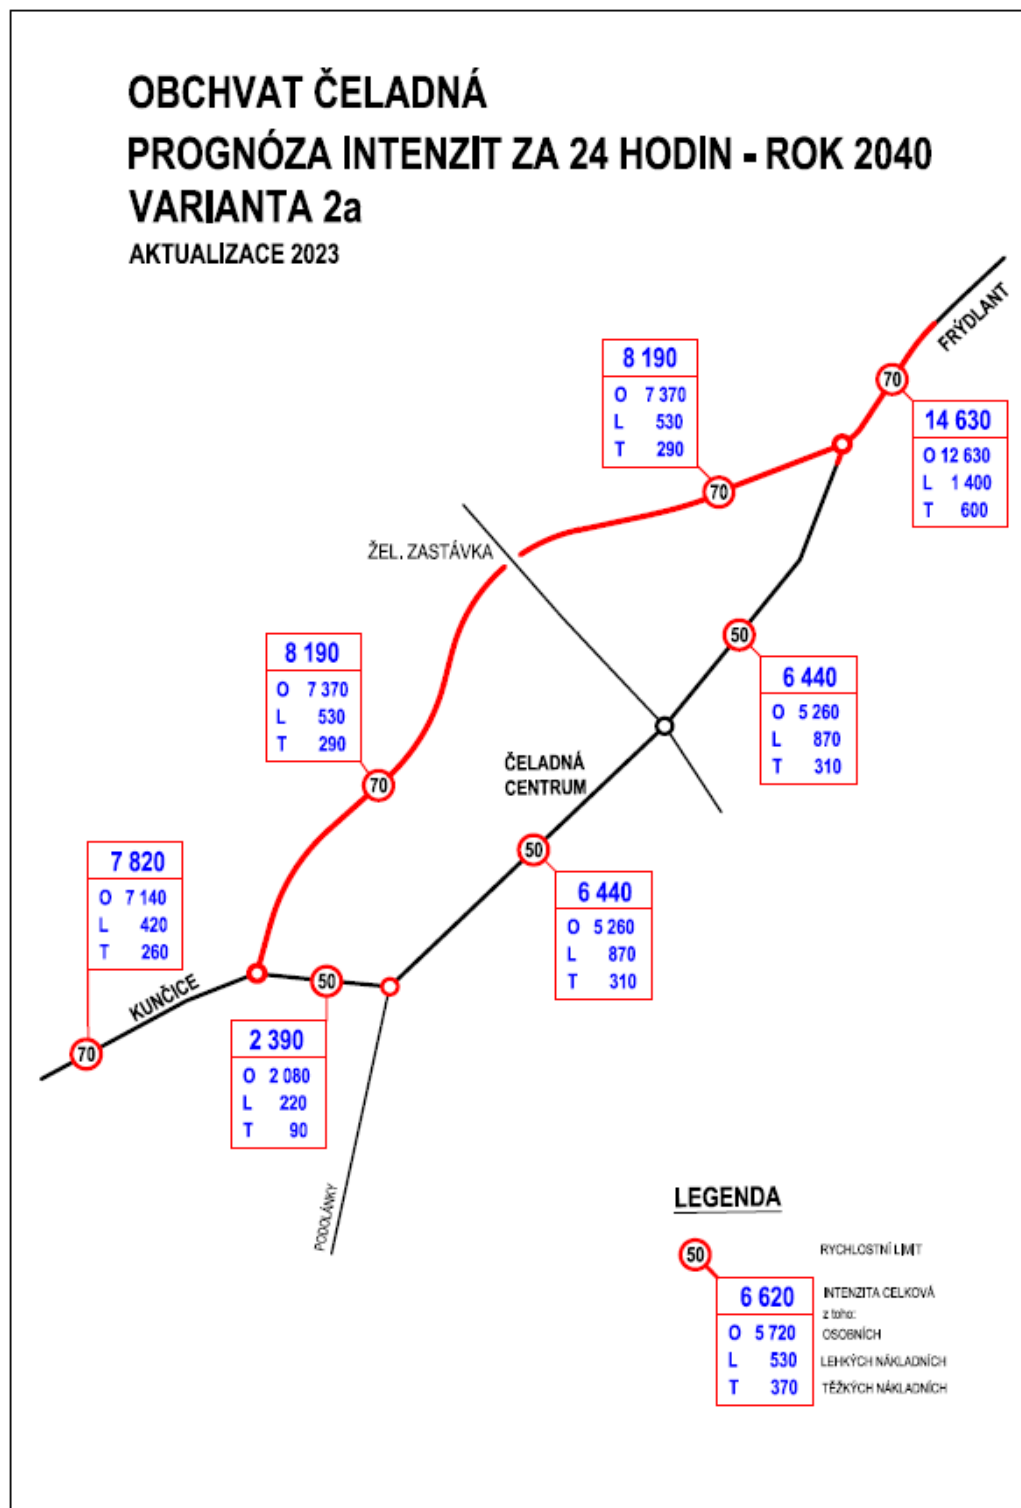 OBCHVAT ČELADNÁ
PROGNÓZA INTENZIT ZA 24 HODIN - ROK 2040
VARIANTA 2a
AKTUALIZACE 2023
FRÝDLANT
70
14 630
O 12 630
L 1 400
T 600
8 190
O 7 370
L 530
T 290
70
ŽEL. ZASTÁVKA
50
6 440
O 5 260
L 870
T 310
8 190
O 7 370
L 530
T 290
70
ČELADNÁ
CENTRUM
50
6 440
O 5 260
L 870
T 310
7 820
O 7 140
L 420
T 260
70
KUNČICE
50
2 390
O 2 080
L 220
T 90
PODOLÁNKY
LEGENDA
50
RYCHLOSTNÍ LIMIT
6 620
INTENZITA CELKOVÁ
z toho:
O 5 720
OSOBNÍCH
L 530
LEHKÝCH NÁKLADNÍCH
T 370
TĚŽKÝCH NÁKLADNÍCH